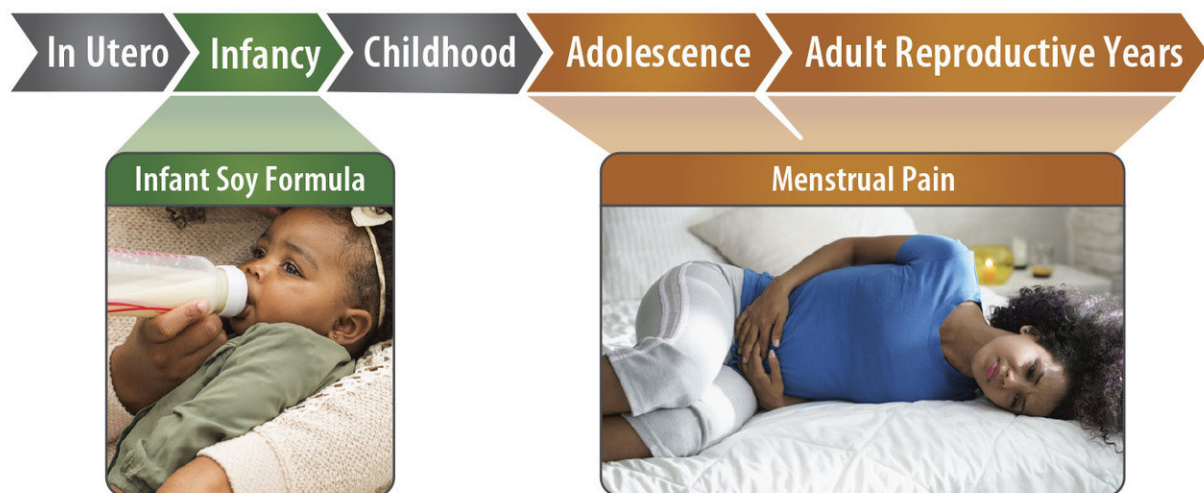 In Utero
Infancy
Childhood
Adolescence
Adult Reproductive Years
Infant Soy Formula
Menstrual Pain